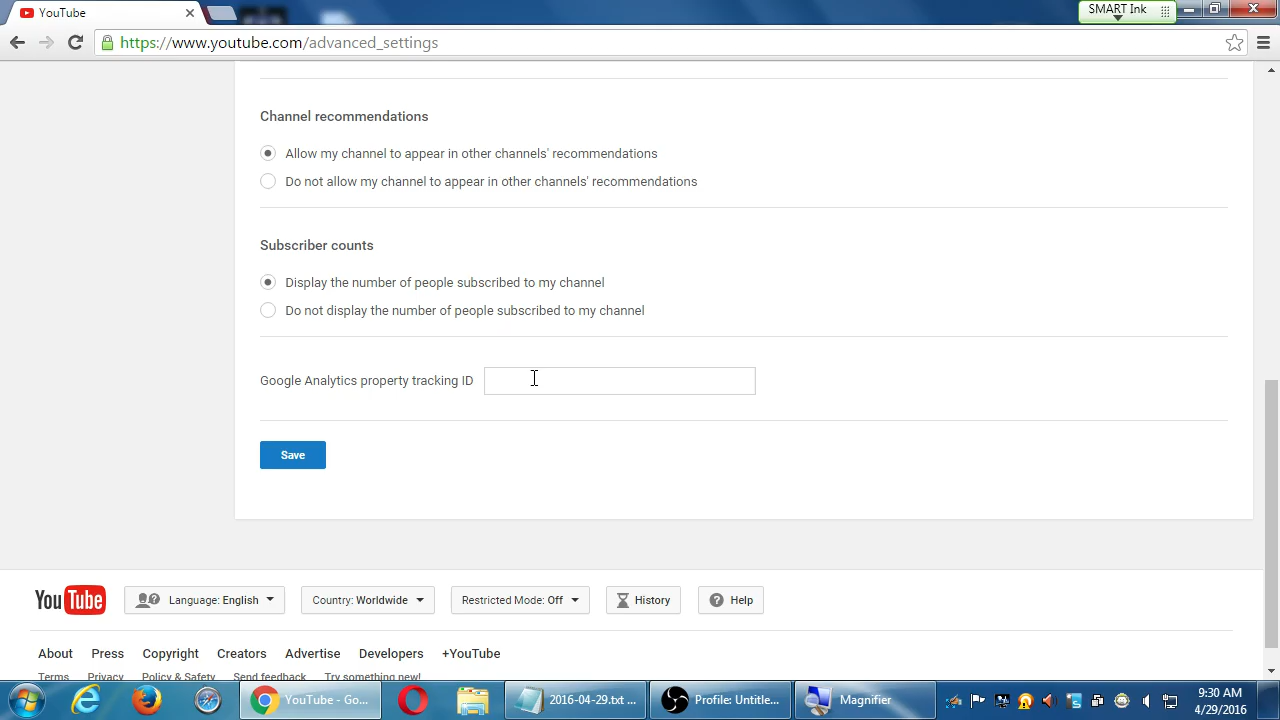 YouTube
SMART Ink
https://www.youtube.com/advanced_settings
Channel recommendations
Allow my channel to appear in other channels' recommendations
Do not allow my channel to appear in other channels' recommendations
Subscriber counts
Display the number of people subscribed to my channel
Do not display the number of people subscribed to my channel
Google Analytics property tracking ID
Save
YouTube
Language: English
Country: Worldwide
Restricted Mode: Off
History
Help
About Press Copyright Creators Advertise Developers +YouTube
Terms Privacy Policy & Safety Send feedback Try something new!
YouTube - Go...
2016-04-29.txt ...
Profile: Untitle...
Magnifier
9:30 AM
4/29/2016